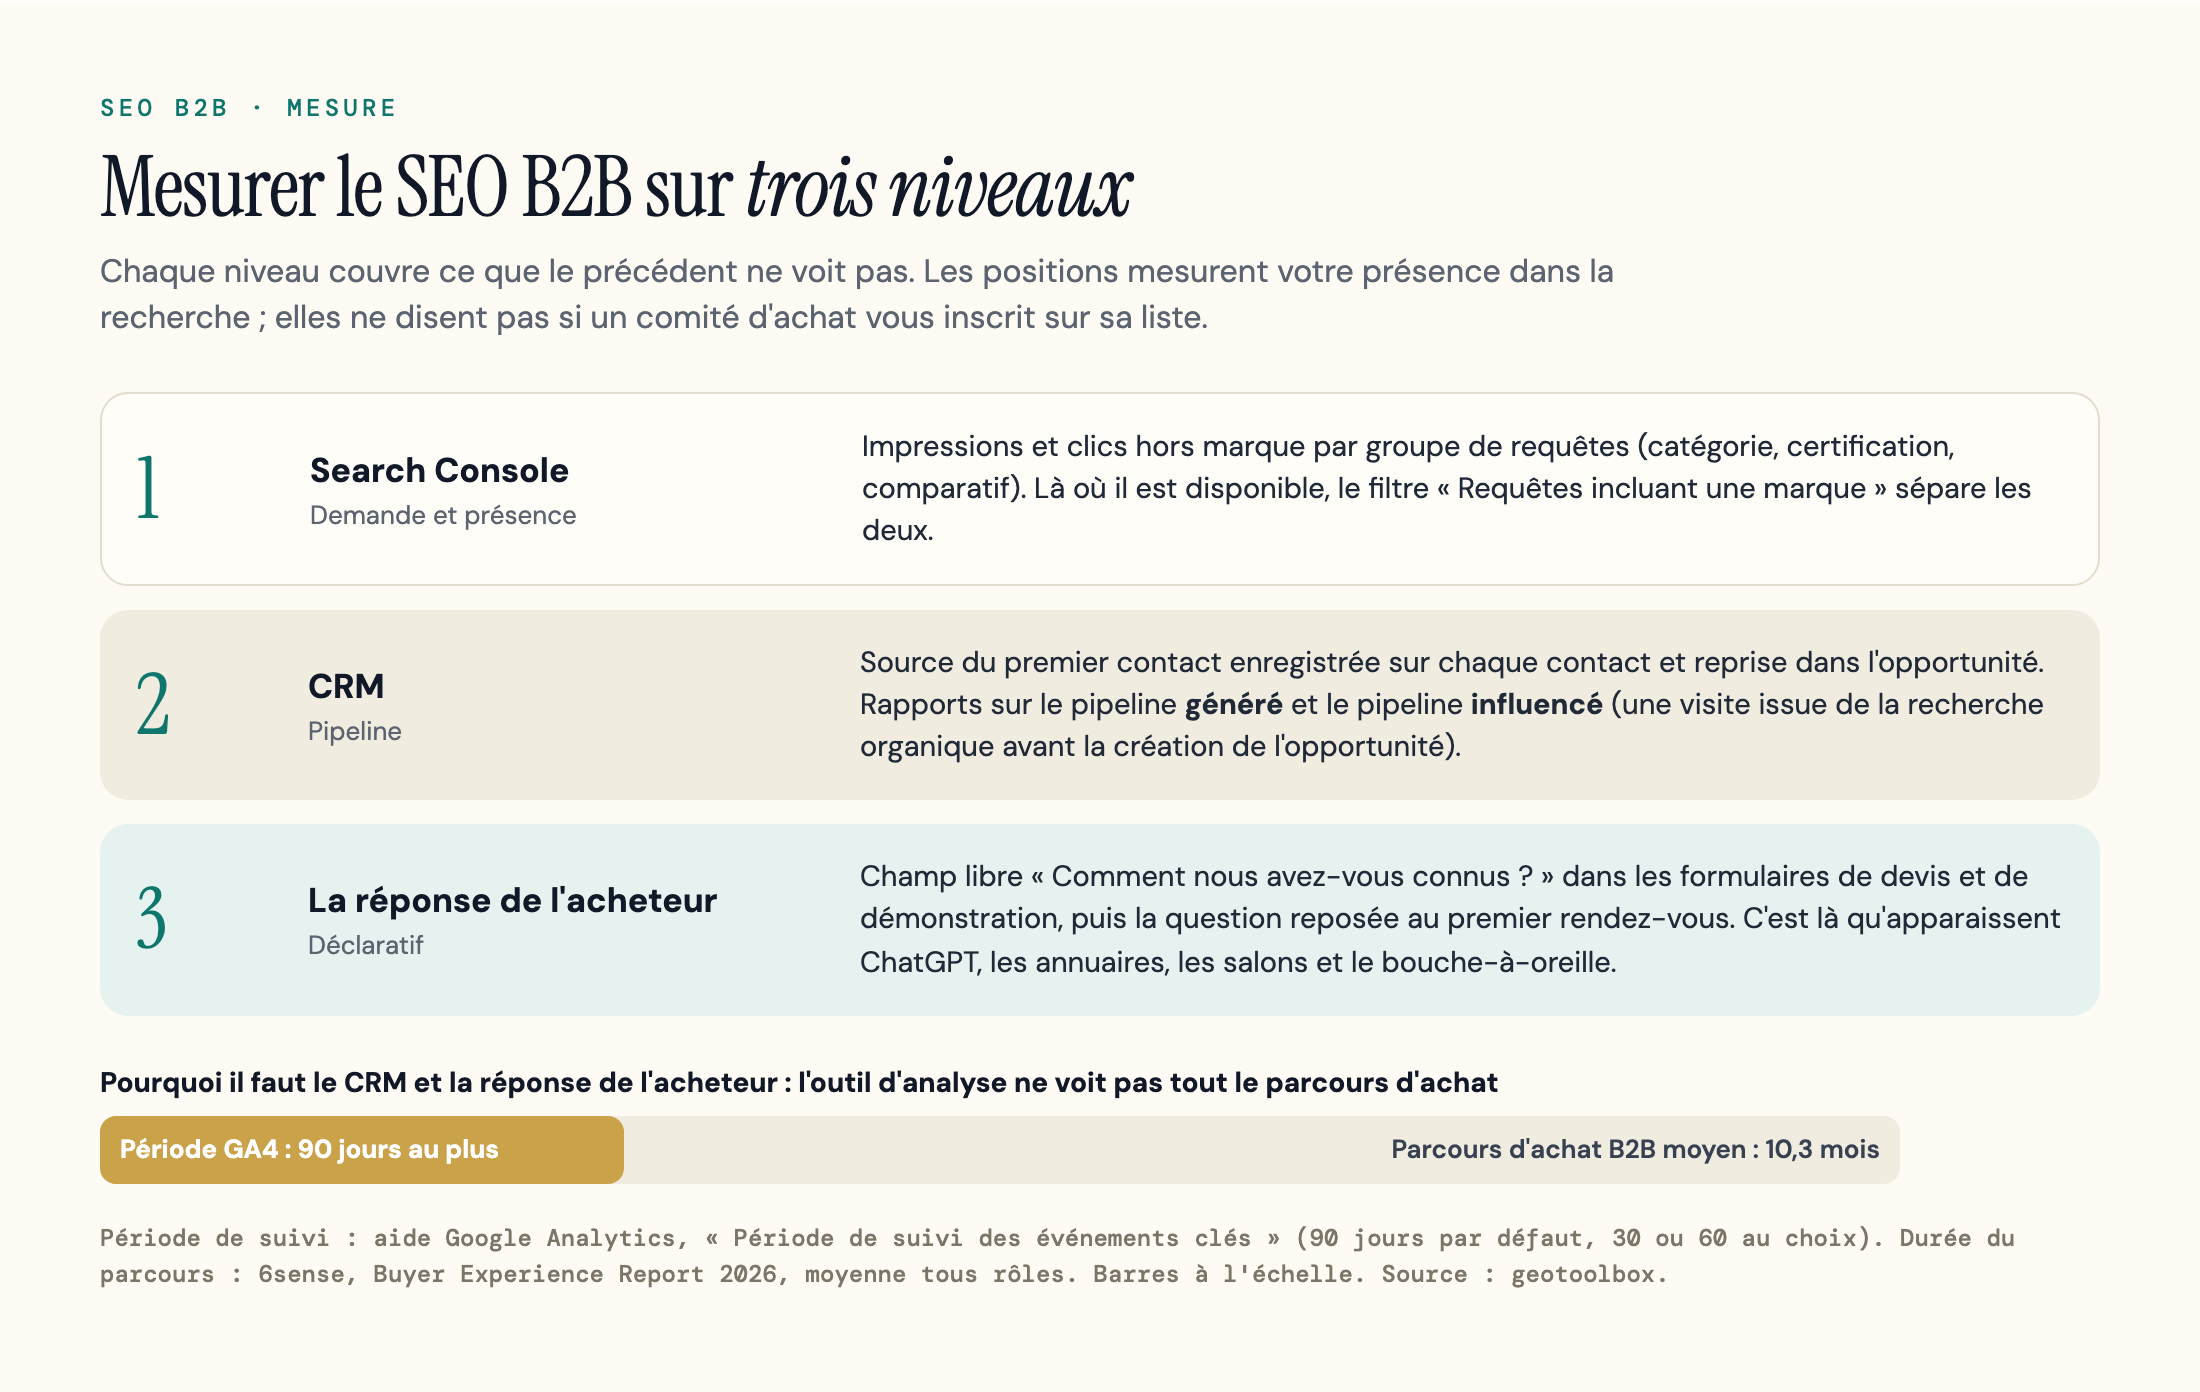 SEO B2B · MESURE
Mesurer le SEO B2B sur trois niveaux
Chaque niveau couvre ce que le précédent ne voit pas. Les positions mesurent votre présence dans la
recherche ; elles ne disent pas si un comité d'achat vous inscrit sur sa liste.
1
Search Console
Demande et présence
Impressions et clics hors marque par groupe de requêtes (catégorie, certification,
comparatif). Là où il est disponible, le filtre « Requêtes incluant une marque » sépare les
deux.
2
CRM
Pipeline
Source du premier contact enregistrée sur chaque contact et reprise dans l'opportunité.
Rapports sur le pipeline généré et le pipeline influencé (une visite issue de la recherche
organique avant la création de l'opportunité).
3
La réponse de l'acheteur
Déclaratif
Champ libre « Comment nous avez-vous connus ? » dans les formulaires de devis et de
démonstration, puis la question reposée au premier rendez-vous. C'est là qu'apparaissent
ChatGPT, les annuaires, les salons et le bouche-à-oreille.
Pourquoi il faut le CRM et la réponse de l'acheteur : l'outil d'analyse ne voit pas tout le parcours d'achat
Période GA4 : 90 jours au plus
Parcours d'achat B2B moyen : 10,3 mois
Période de suivi : aide Google Analytics, « Période de suivi des événements clés » (90 jours par défaut, 30 ou 60 au choix). Durée du
parcours : 6sense, Buyer Experience Report 2026, moyenne tous rôles. Barres à l'échelle. Source : geotoolbox.